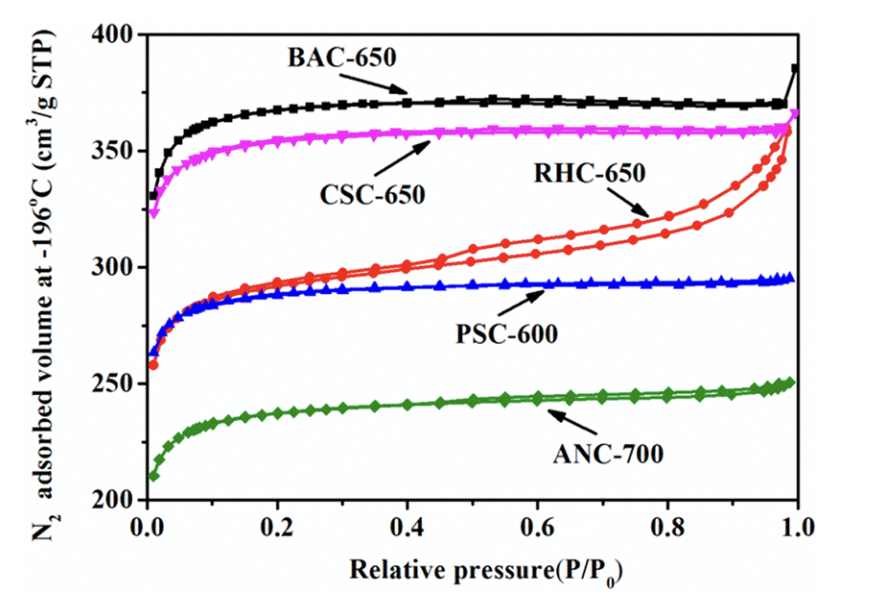 400
350
300
250
200
N2 adsorbed volume at -196oC (cm3/g STP)
BAC-650
CSC-650
RHC-650
PSC-600
ANC-700
0.0 0.2 0.4 0.6 0.8 1.0
Relative pressure(P/P0)